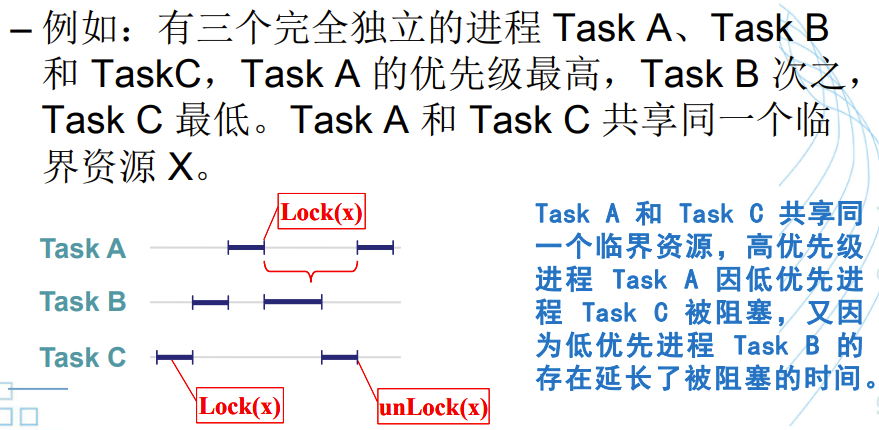 – 例如：有三个完全独立的进程 Task A、Task B
和 TaskC，Task A 的优先级最高，Task B 次之，
Task C 最低。Task A 和 Task C 共享同一个临
界资源 X。
Lock(x)
Task A
Task B
Task C
Lock(x)
unLock(x)
Task A 和 Task C 共享同
一个临界资源，高优先级
进程 Task A 因低优先进
程 Task C 被阻塞，又因
为低优先进程 Task B 的
存在延长了被阻塞的时间。